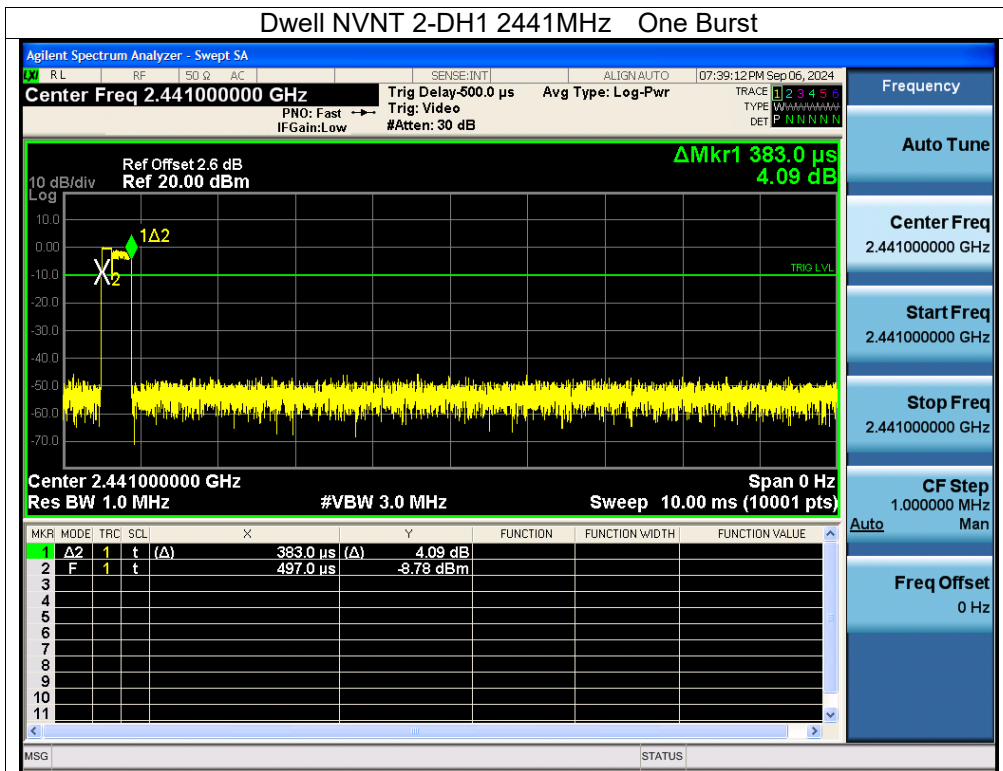 Dwell NVNT 2-DH1 2441MHz One Burst
Agilent Spectrum Analyzer - Swept SA
LXI RL RF 50 Ω AC SENSE:INT ALIGN AUTO 07:39:12 PM Sep 06, 2024
Center Freq 2.441000000 GHz
PNO: Fast
IFGain:Low
Trig Delay-500.0 µs
Trig: Video
#Atten: 30 dB
Avg Type: Log-Pwr
TRACE 1 2 3 4 5 6
TYPE WWWWWW
DET P N N N N N
Frequency
Auto Tune
Center Freq
2.441000000 GHz
Start Freq
2.441000000 GHz
Stop Freq
2.441000000 GHz
CF Step
1.000000 MHz
Auto Man
Freq Offset
0 Hz
ΔMkr1 383.0 µs
4.09 dB
Ref Offset 2.6 dB
10 dB/div Ref 20.00 dBm
Log
10.0
0.00
-10.0
-20.0
-30.0
-40.0
-50.0
-60.0
-70.0
1Δ2
2
TRIG LVL
Center 2.441000000 GHz Span 0 Hz
Res BW 1.0 MHz #VBW 3.0 MHz Sweep 10.00 ms (10001 pts)
MKR MODE TRC SCL X Y FUNCTION FUNCTION WIDTH FUNCTION VALUE
1 Δ2 1 t (Δ) 383.0 µs (Δ) 4.09 dB
2 F 1 t 497.0 µs -8.78 dBm
3
4
5
6
7
8
9
10
11
MSG STATUS